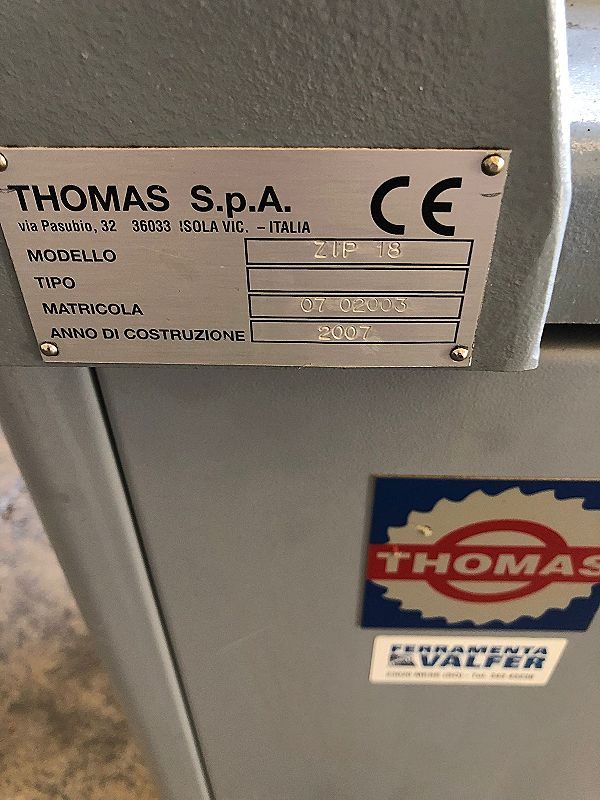 THOMAS S.p.A.
via Pasubio, 32 36033 ISOLA VIC. - ITALIA
CE
MODELLO ZIP 18
TIPO
MATRICOLA 07 02003
ANNO DI COSTRUZIONE 2007
THOMAS
FERRAMENTA
VALFER